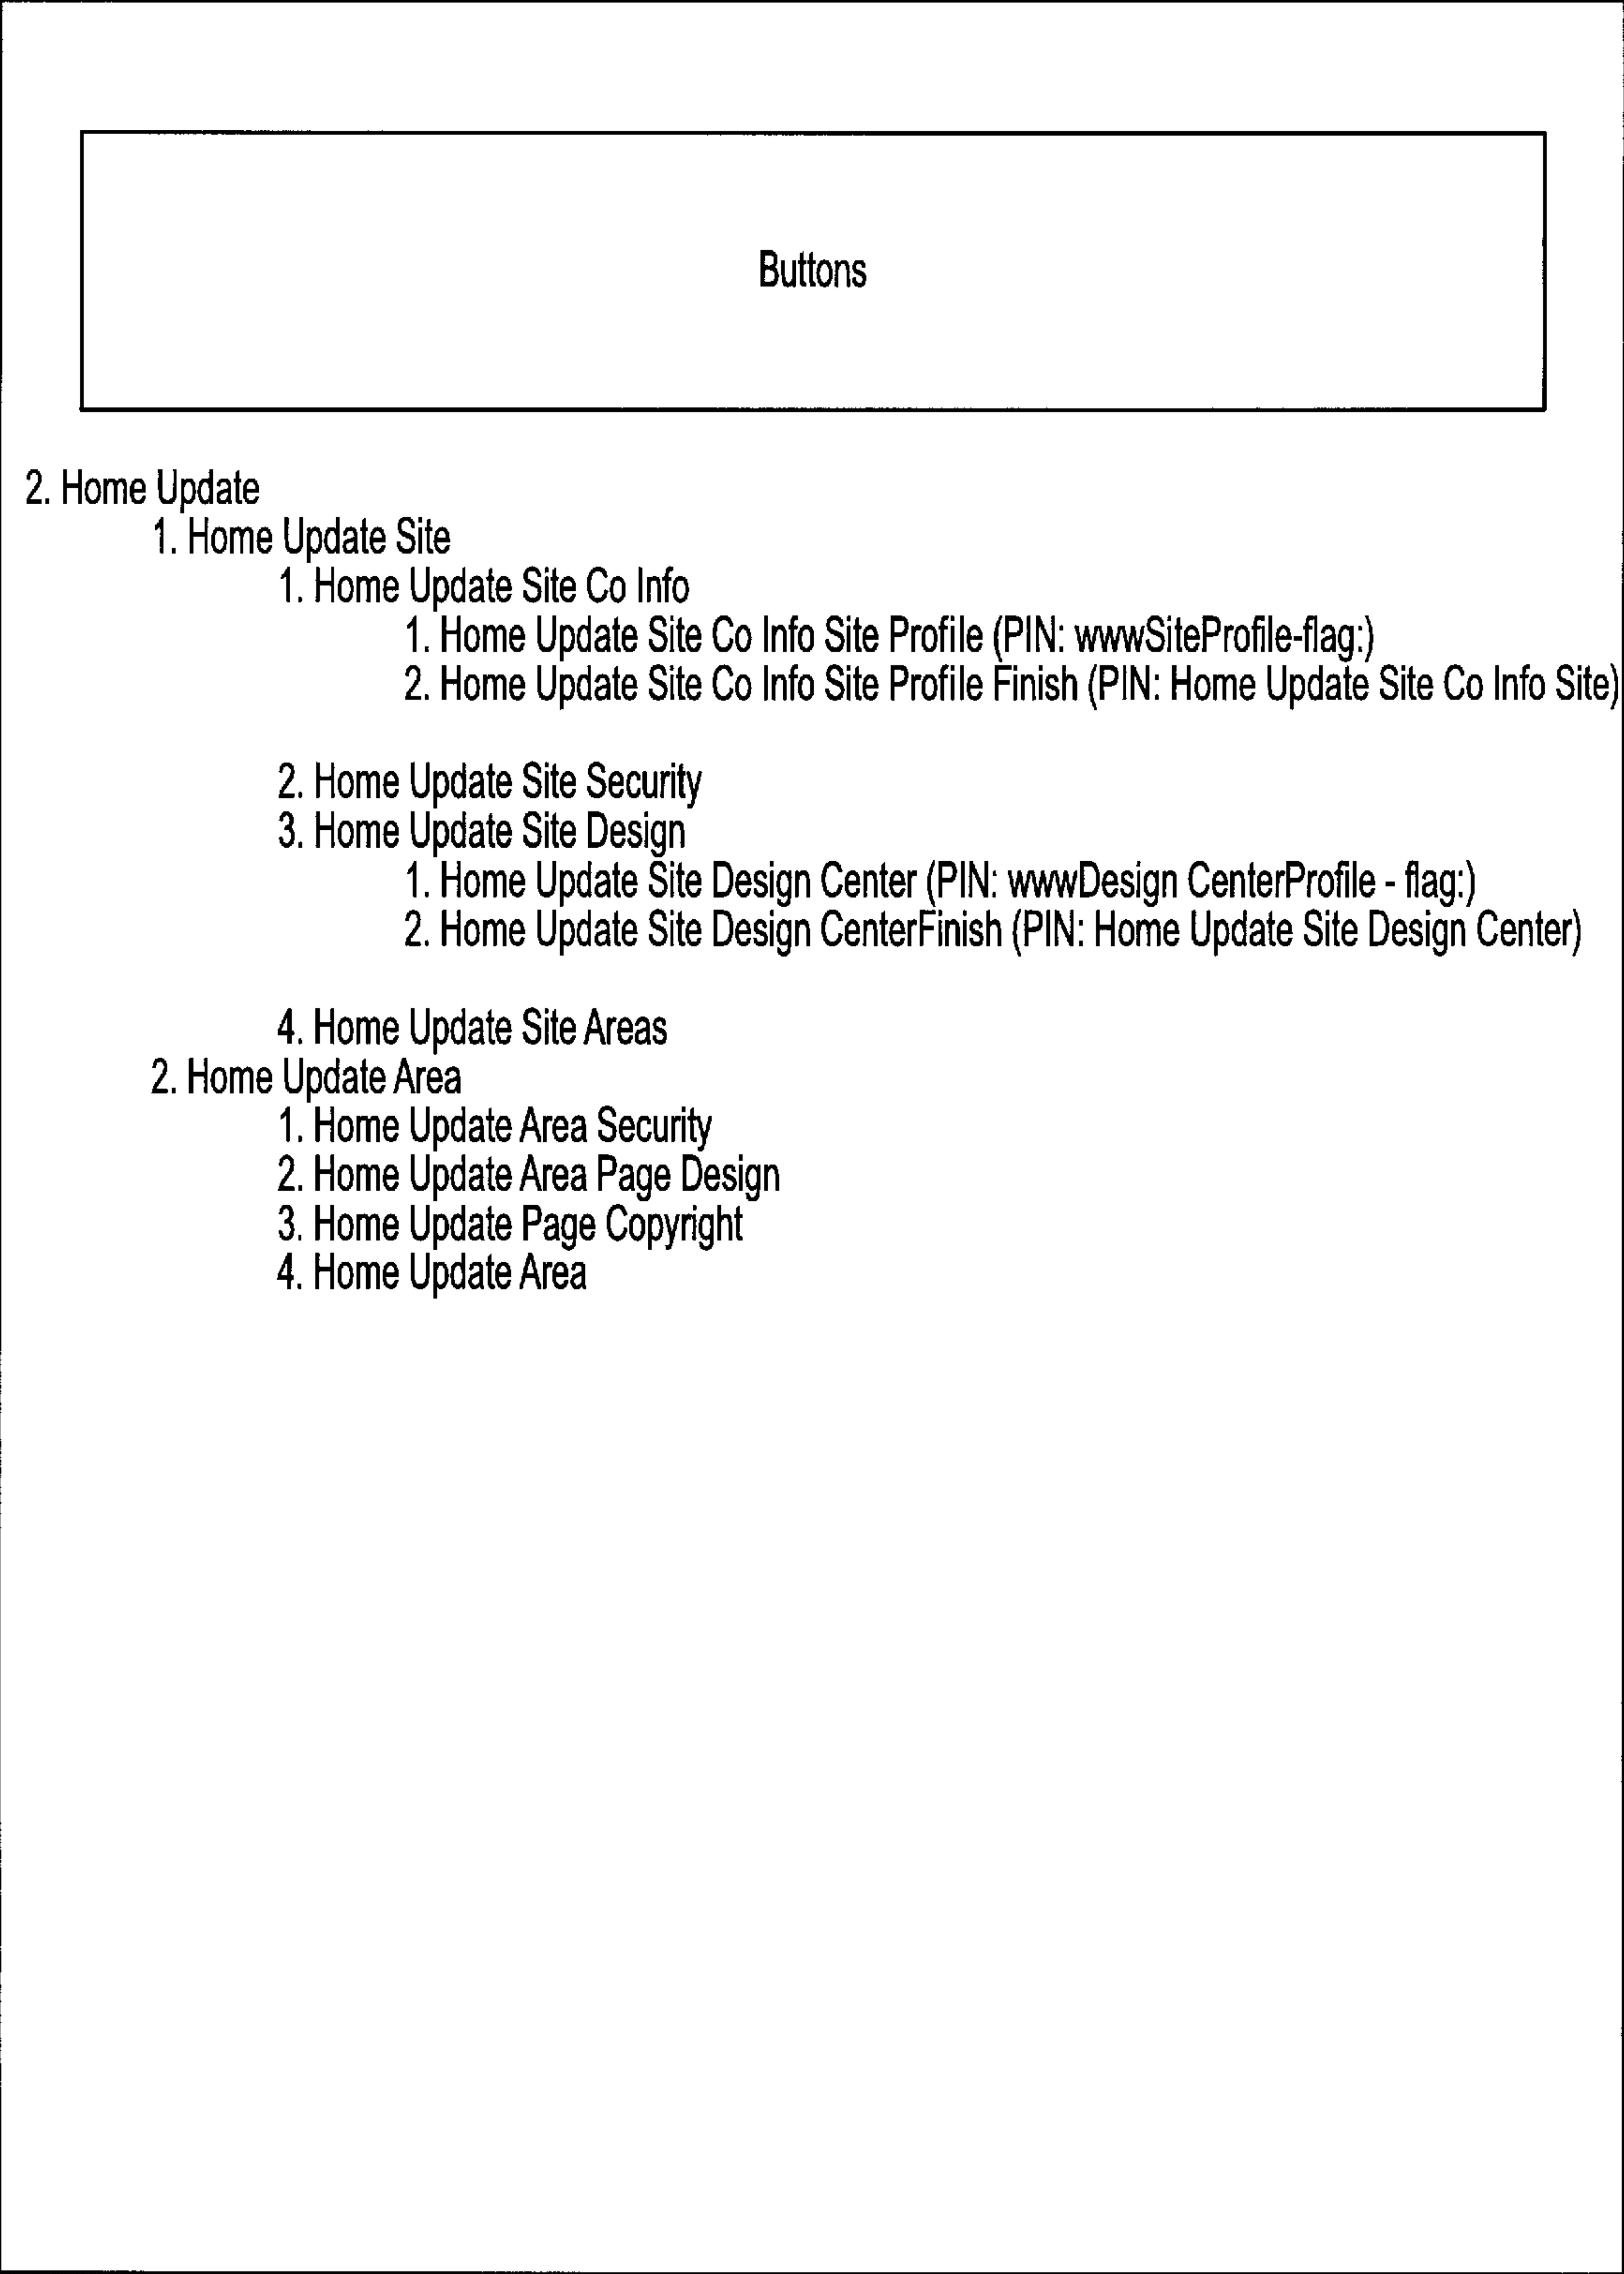 Buttons
2. Home Update
1. Home Update Site
1. Home Update Site Co Info
1. Home Update Site Co Info Site Profile (PIN: wwwSiteProfile-flag:)
2. Home Update Site Co Info Site Profile Finish (PIN: Home Update Site Co Info Site)
2. Home Update Site Security
3. Home Update Site Design
1. Home Update Site Design Center (PIN: wwwDesign CenterProfile - flag:)
2. Home Update Site Design CenterFinish (PIN: Home Update Site Design Center)
4. Home Update Site Areas
2. Home Update Area
1. Home Update Area Security
2. Home Update Area Page Design
3. Home Update Page Copyright
4. Home Update Area